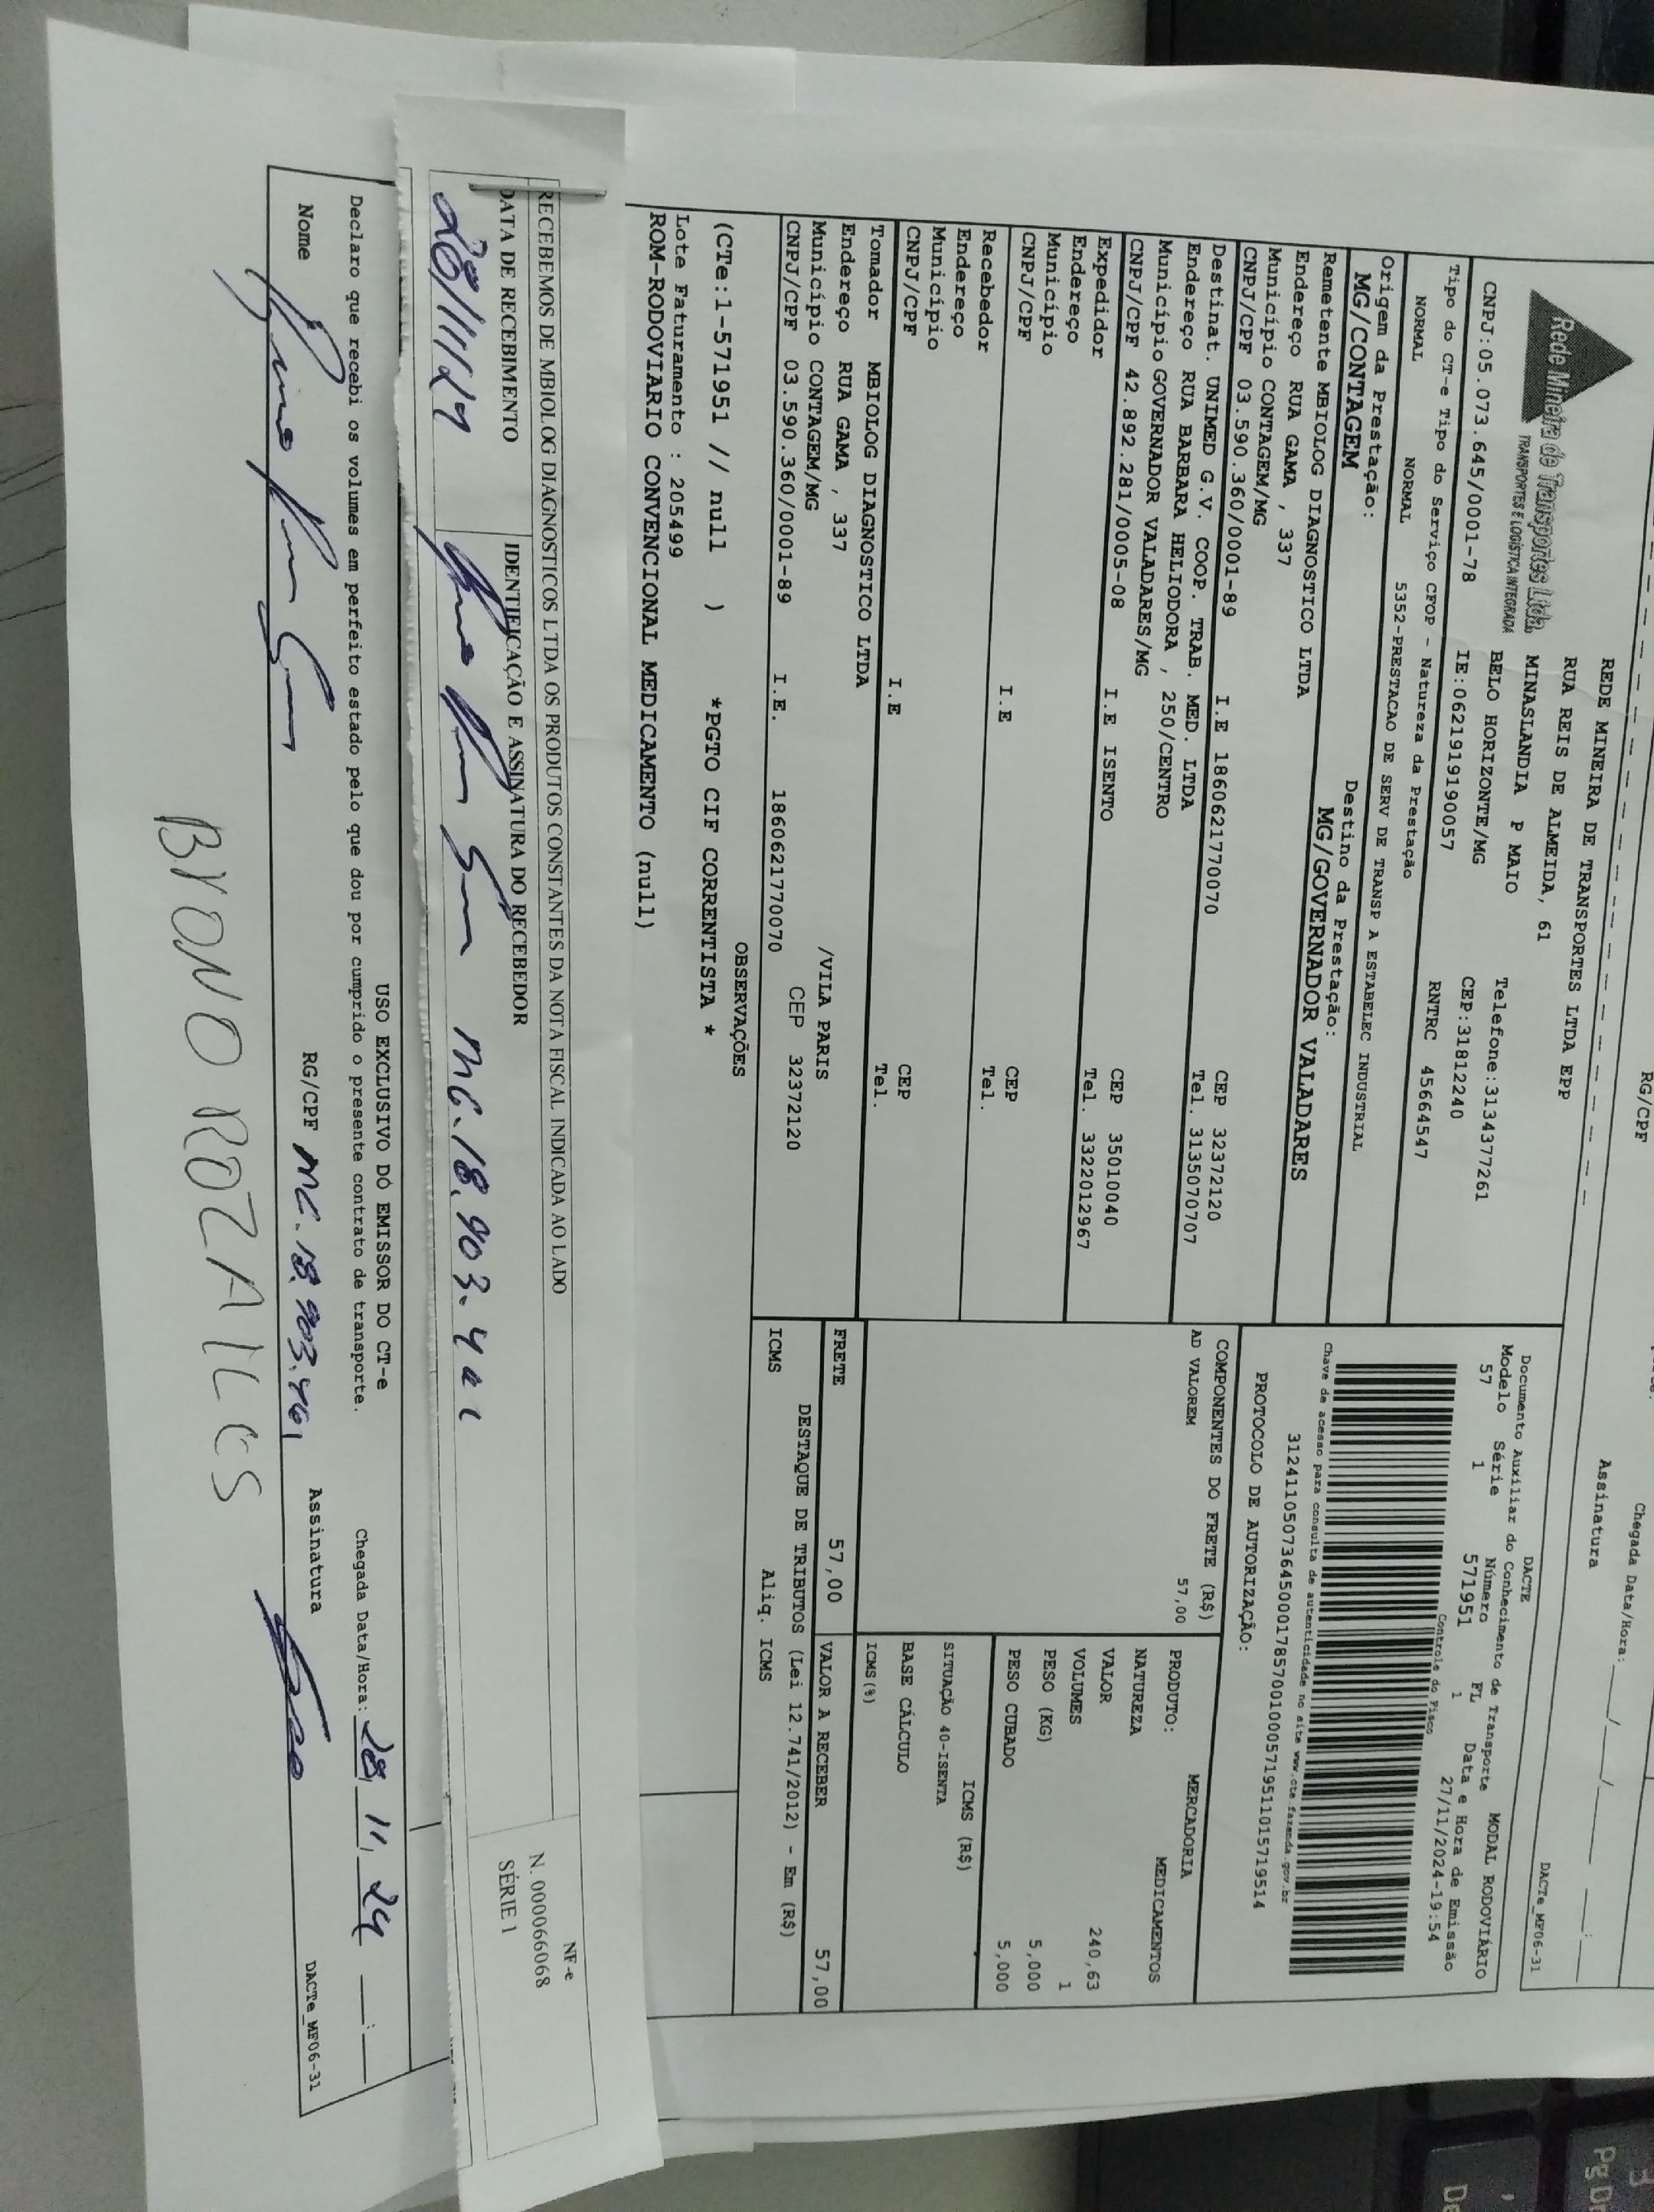 RG/CPF
Chegada Data/Hora: ___/___/___ ___:___
Assinatura
DACTe_MF06-31
Rede Mineira de Transportes Ltda.
TRANSPORTES E LOGÍSTICA INTEGRADA
REDE MINEIRA DE TRANSPORTES LTDA EPP
RUA REIS DE ALMEIDA, 61
MINASLANDIA P MAIO
BELO HORIZONTE/MG
Telefone:3134377261
CNPJ:05.073.645/0001-78
IE:0621919190057
CEP:31812240
RNTRC 45664547
DACTE
Documento Auxiliar do Conhecimento de Transporte MODAL RODOVIÁRIO
Modelo Série Número FL Data e Hora de Emissão
57 1 571951 1 27/11/2024-19:54
Controle do Fisco
Tipo do CT-e Tipo do Serviço CFOP - Natureza da Prestação
NORMAL NORMAL 5352-PRESTACAO DE SERV DE TRANSP A ESTABELEC INDUSTRIAL
Chave de acesso para consulta de autenticidade no site www.cte.fazenda.gov.br
31241105073645000178570010005719511015719514
PROTOCOLO DE AUTORIZAÇÃO:
Origem da Prestação:
MG/CONTAGEM
Destino da Prestação:
MG/GOVERNADOR VALADARES
Remetente MBIOLOG DIAGNOSTICO LTDA
Endereço RUA GAMA , 337
Município CONTAGEM/MG CEP 32372120
CNPJ/CPF 03.590.360/0001-89 I.E 1860621770070 Tel. 3135070707
Destinat. UNIMED G.V. COOP. TRAB. MED. LTDA
Endereço RUA BARBARA HELIODORA , 250/CENTRO
Município GOVERNADOR VALADARES/MG CEP 35010040
CNPJ/CPF 42.892.281/0005-08 I.E ISENTO Tel. 3322012967
Expedidor
Endereço
Município CEP
CNPJ/CPF I.E Tel.
Recebedor
Endereço
Município CEP
CNPJ/CPF I.E Tel.
Tomador MBIOLOG DIAGNOSTICO LTDA
Endereço RUA GAMA , 337 /VILA PARIS
Município CONTAGEM/MG CEP 32372120
CNPJ/CPF 03.590.360/0001-89 I.E. 1860621770070
COMPONENTES DO FRETE (R$)
AD VALOREM 57,00
MERCADORIA
PRODUTO: MEDICAMENTOS
NATUREZA
VALOR 240,63
VOLUMES 1
PESO (KG) 5,000
PESO CUBADO 5,000
ICMS (R$)
SITUAÇÃO 40-ISENTA
BASE CÁLCULO
ICMS(%)
FRETE 57,00
VALOR A RECEBER 57,00
DESTAQUE DE TRIBUTOS (Lei 12.741/2012) - Em (R$)
ICMS Aliq. ICMS
OBSERVAÇÕES
(CTe:1-571951 // null ) *PGTO CIF CORRENTISTA *
Lote Faturamento : 205499
ROM-RODOVIARIO CONVENCIONAL MEDICAMENTO (null)
RECEBEMOS DE MBIOLOG DIAGNOSTICOS LTDA OS PRODUTOS CONSTANTES DA NOTA FISCAL INDICADA AO LADO
DATA DE RECEBIMENTO
IDENTIFICAÇÃO E ASSINATURA DO RECEBEDOR
28/11/24
NF-e
N. 000066068
SÉRIE 1
USO EXCLUSIVO DO EMISSOR DO CT-e
Declaro que recebi os volumes em perfeito estado pelo que dou por cumprido o presente contrato de transporte.
Chegada Data/Hora: 28/11/24 ___:___
Nome
RG/CPF MG.18.903.461
Assinatura
DACTe_MF06-31
Pg Dn